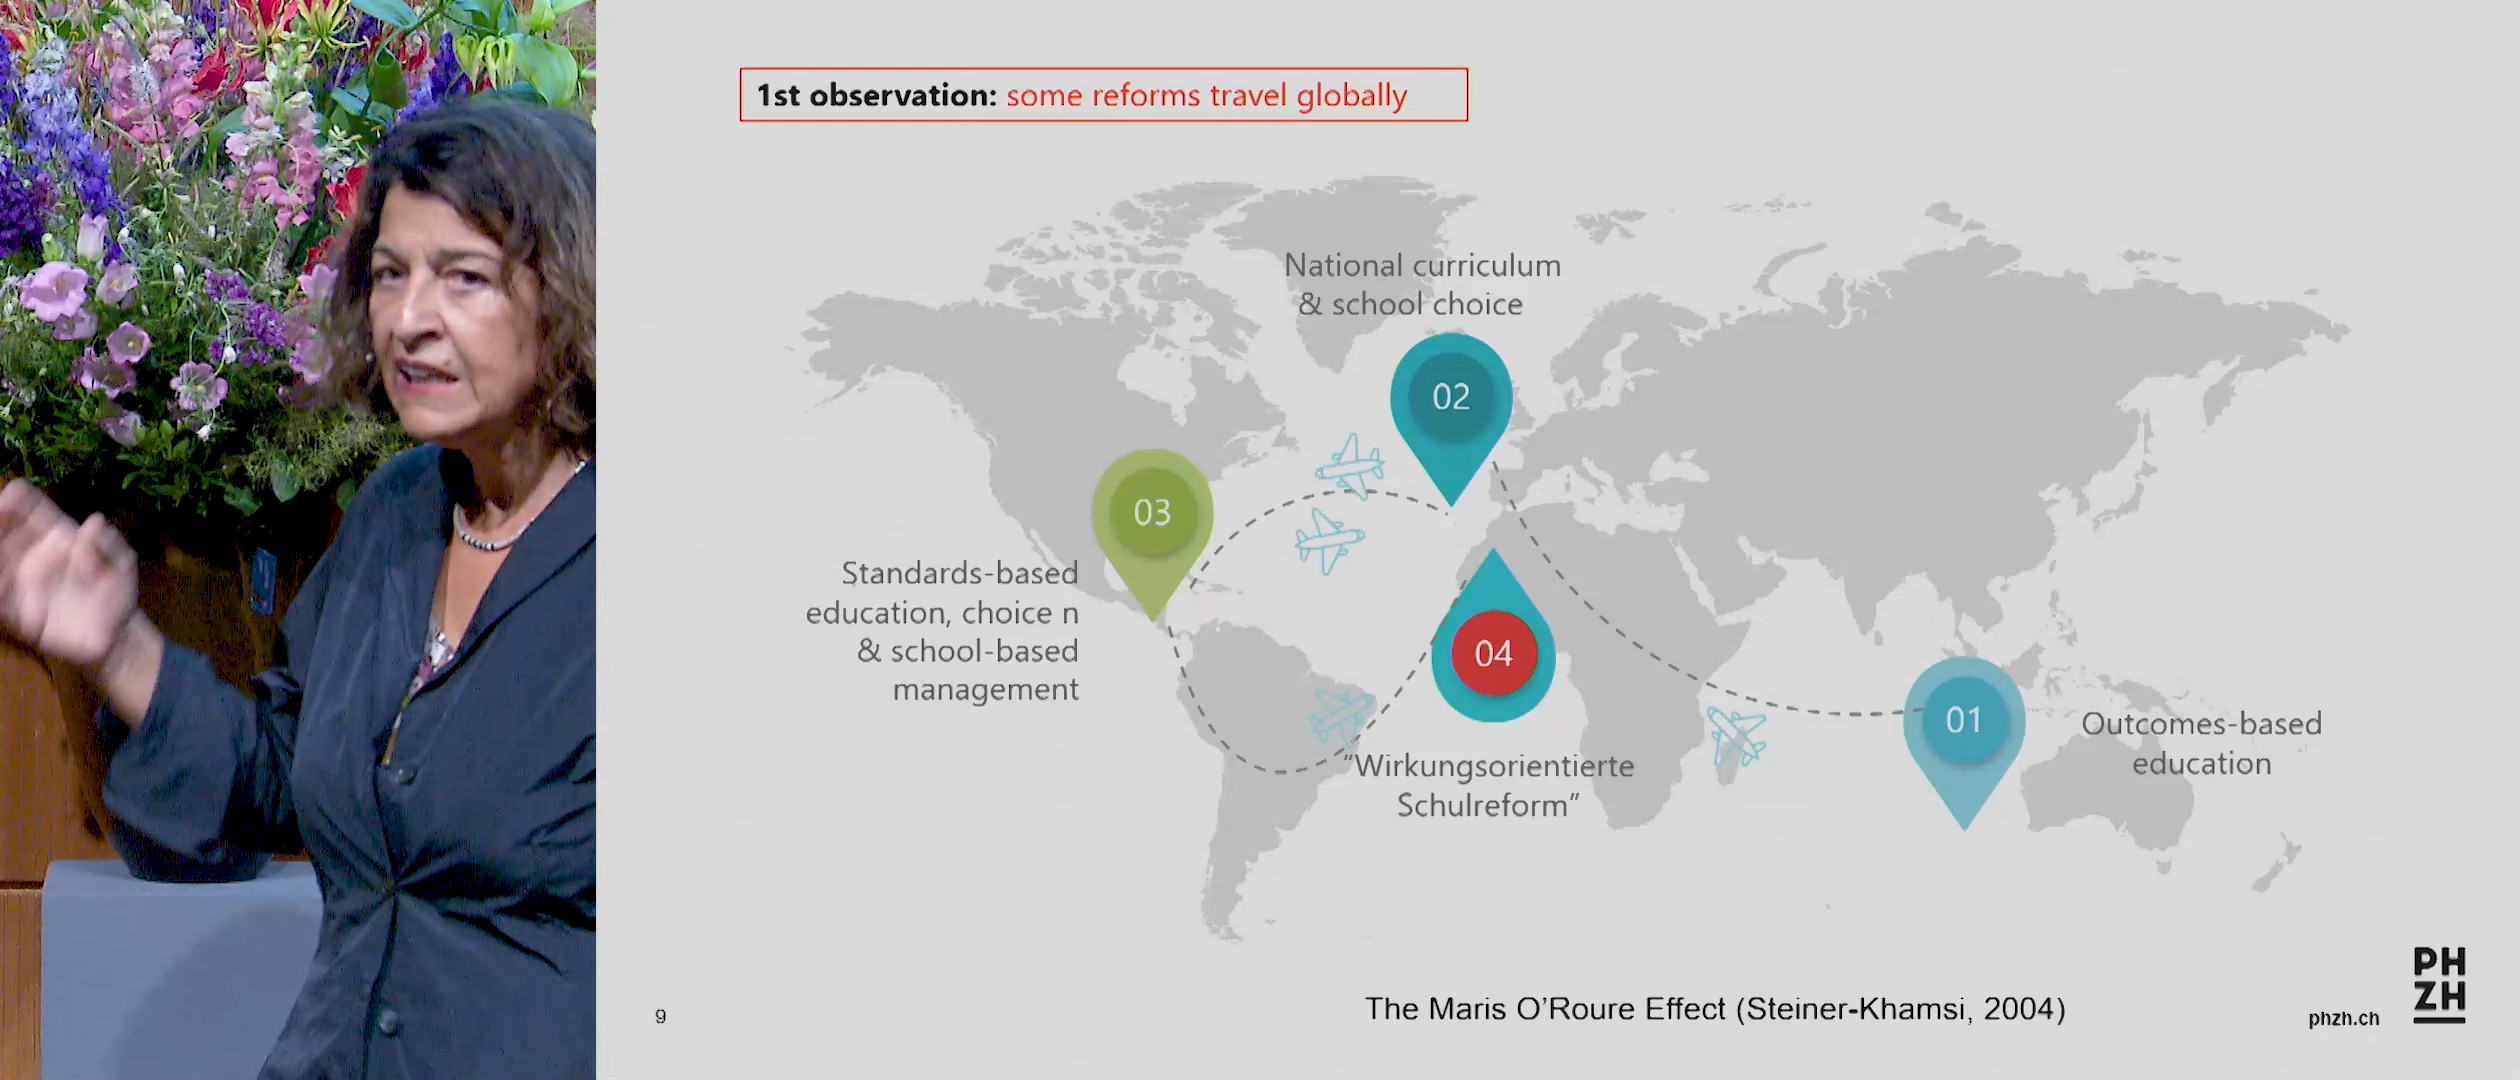 1st observation: some reforms travel globally
National curriculum
& school choice
02
03
Standards-based
education, choice n
& school-based
management
04
"Wirkungsorientierte
Schulreform”
01
Outcomes-based
education
The Maris O’Roure Effect (Steiner-Khamsi, 2004)
9
phzh.ch
PH
ZH